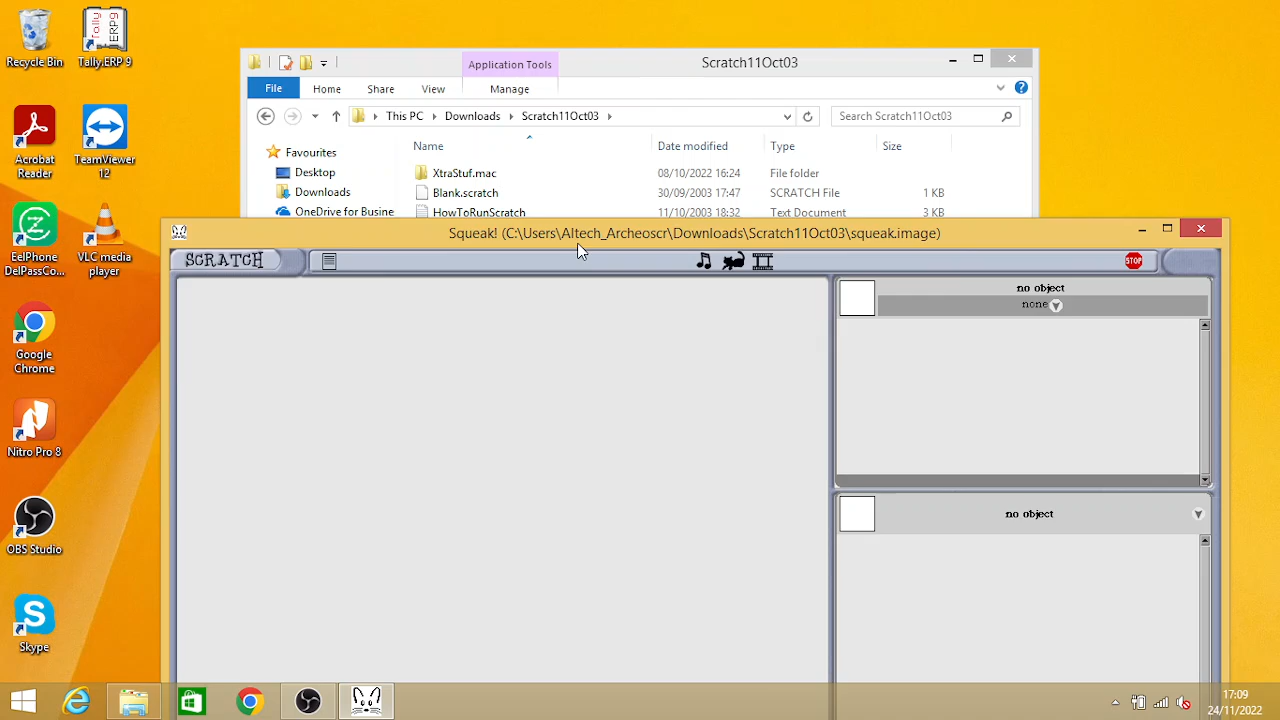 Recycle Bin
Tally.ERP 9
Tally
ERP9
Acrobat
Reader
TeamViewer
12
EelPhone
DelPassCo...
VLC media
player
Google
Chrome
Nitro Pro 8
OBS Studio
Skype
Application Tools
Scratch11Oct03
File
Home
Share
View
Manage
This PC
Downloads
Scratch11Oct03
Search Scratch11Oct03
Favourites
Desktop
Downloads
OneDrive for Busine
Name
Date modified
Type
Size
XtraStuf.mac
08/10/2022 16:24
File folder
Blank.scratch
30/09/2003 17:47
SCRATCH File
1 KB
HowToRunScratch
11/10/2003 18:32
Text Document
3 KB
Squeak! (C:\Users\Altech_Archeoscr\Downloads\Scratch11Oct03\squeak.image)
SCRATCH
STOP
no object
none
no object
17:09
24/11/2022